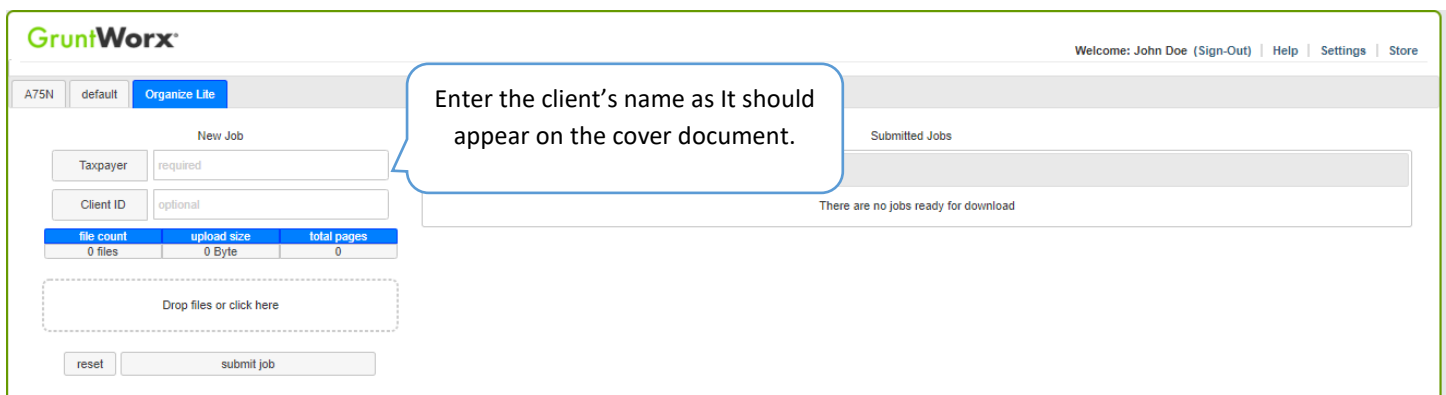 GruntWorx
Welcome: John Doe (Sign-Out) | Help | Settings | Store
A75N default Organize Lite
Enter the client’s name as It should
appear on the cover document.
New Job
Taxpayer required
Client ID optional
file count upload size total pages
0 files 0 Byte 0
Drop files or click here
reset submit job
Submitted Jobs
There are no jobs ready for download